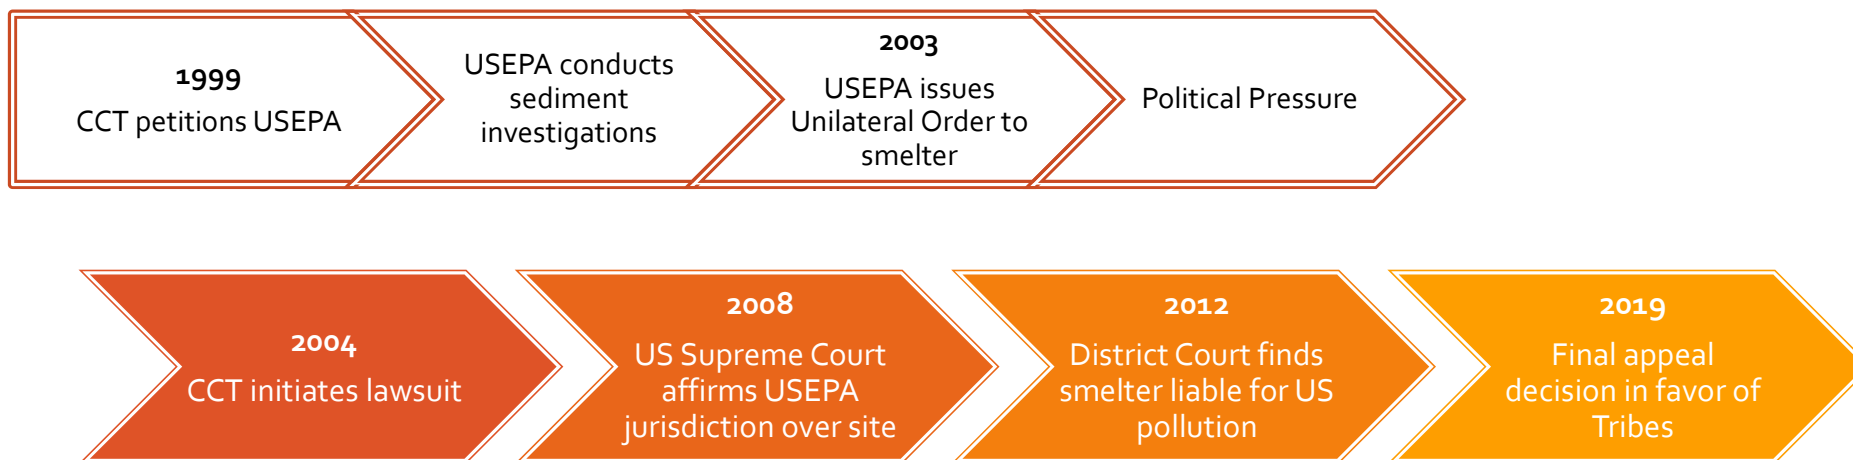 1999
CCT petitions USEPA
USEPA conducts
sediment
investigations
2003
USEPA issues
Unilateral Order to
smelter
Political Pressure
2004
CCT initiates lawsuit
2008
US Supreme Court
affirms USEPA
jurisdiction over site
2012
District Court finds
smelter liable for US
pollution
2019
Final appeal
decision in favor of
Tribes